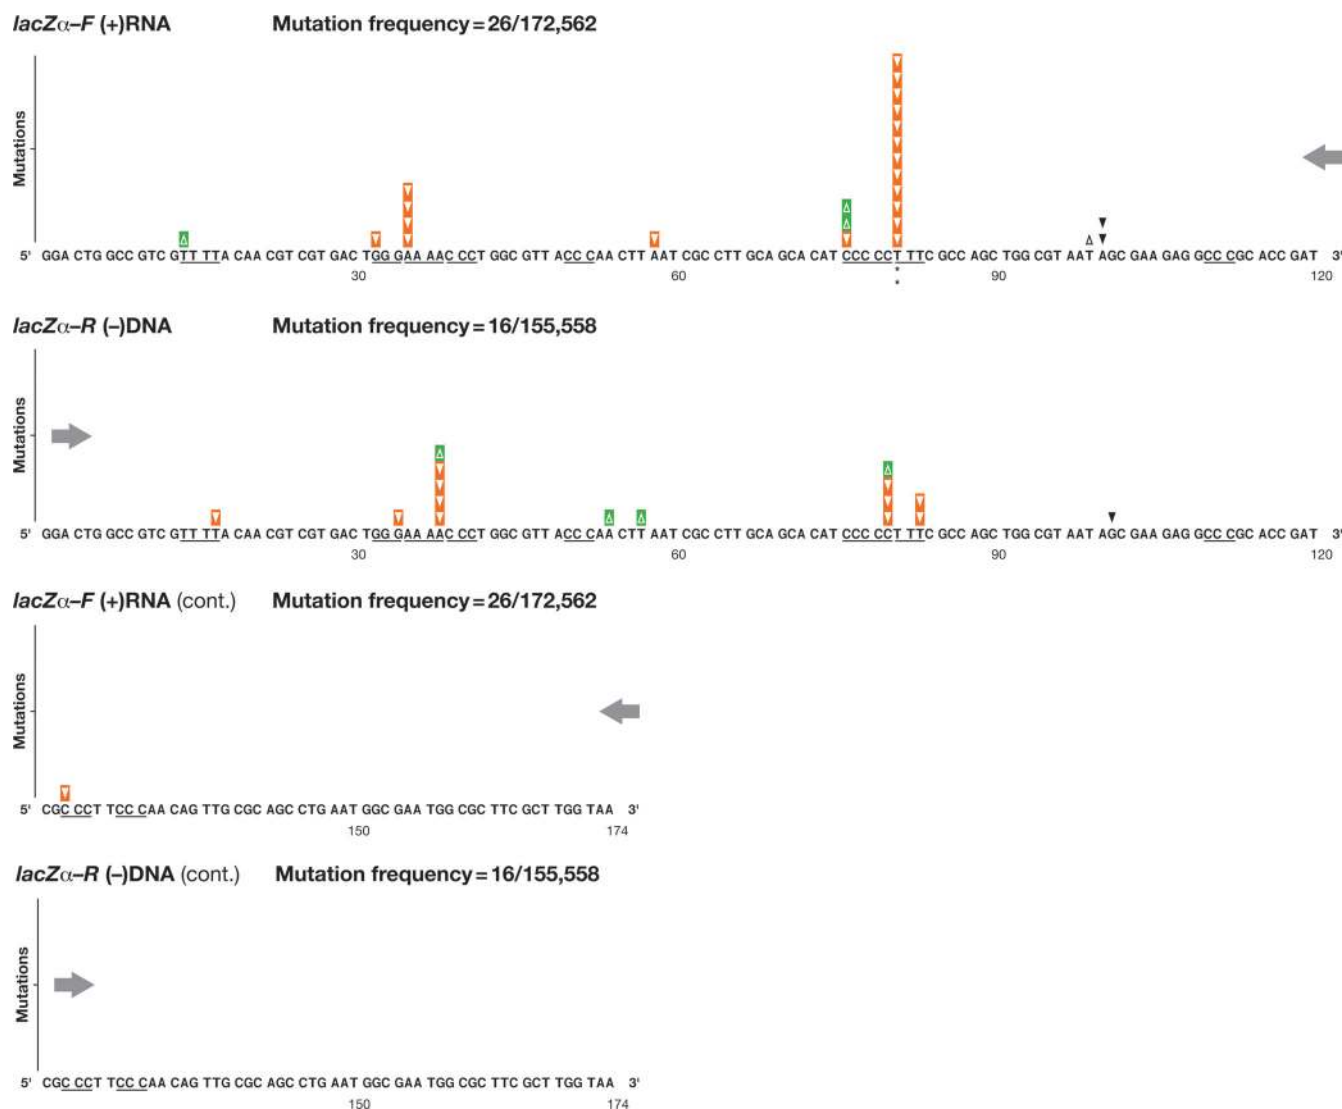 lacZα–F (+)RNA Mutation frequency = 26/172,562
Mutations
5' GGA CTG GCC GTC GTT TTA CAA CGT CGT GAC TGG GAA AAC CCT GGC GTT ACC CAA CTT AAT CGC CTT GCA GCA CAT CCC CCT TTC GCC AGC TGG CGT AAT AGC GAA GAG GCC CGC ACC GAT 3'
30 60 90 120
*
*
lacZα–R (–)DNA Mutation frequency = 16/155,558
Mutations
5' GGA CTG GCC GTC GTT TTA CAA CGT CGT GAC TGG GAA AAC CCT GGC GTT ACC CAA CTT AAT CGC CTT GCA GCA CAT CCC CCT TTC GCC AGC TGG CGT AAT AGC GAA GAG GCC CGC ACC GAT 3'
30 60 90 120
lacZα–F (+)RNA (cont.) Mutation frequency = 26/172,562
Mutations
5' CGC CCT TCC CAA CAG TTG CGC AGC CTG AAT GGC GAA TGG CGC TTC GCT TGG TAA 3'
150 174
lacZα–R (–)DNA (cont.) Mutation frequency = 16/155,558
Mutations
5' CGC CCT TCC CAA CAG TTG CGC AGC CTG AAT GGC GAA TGG CGC TTC GCT TGG TAA 3'
150 174